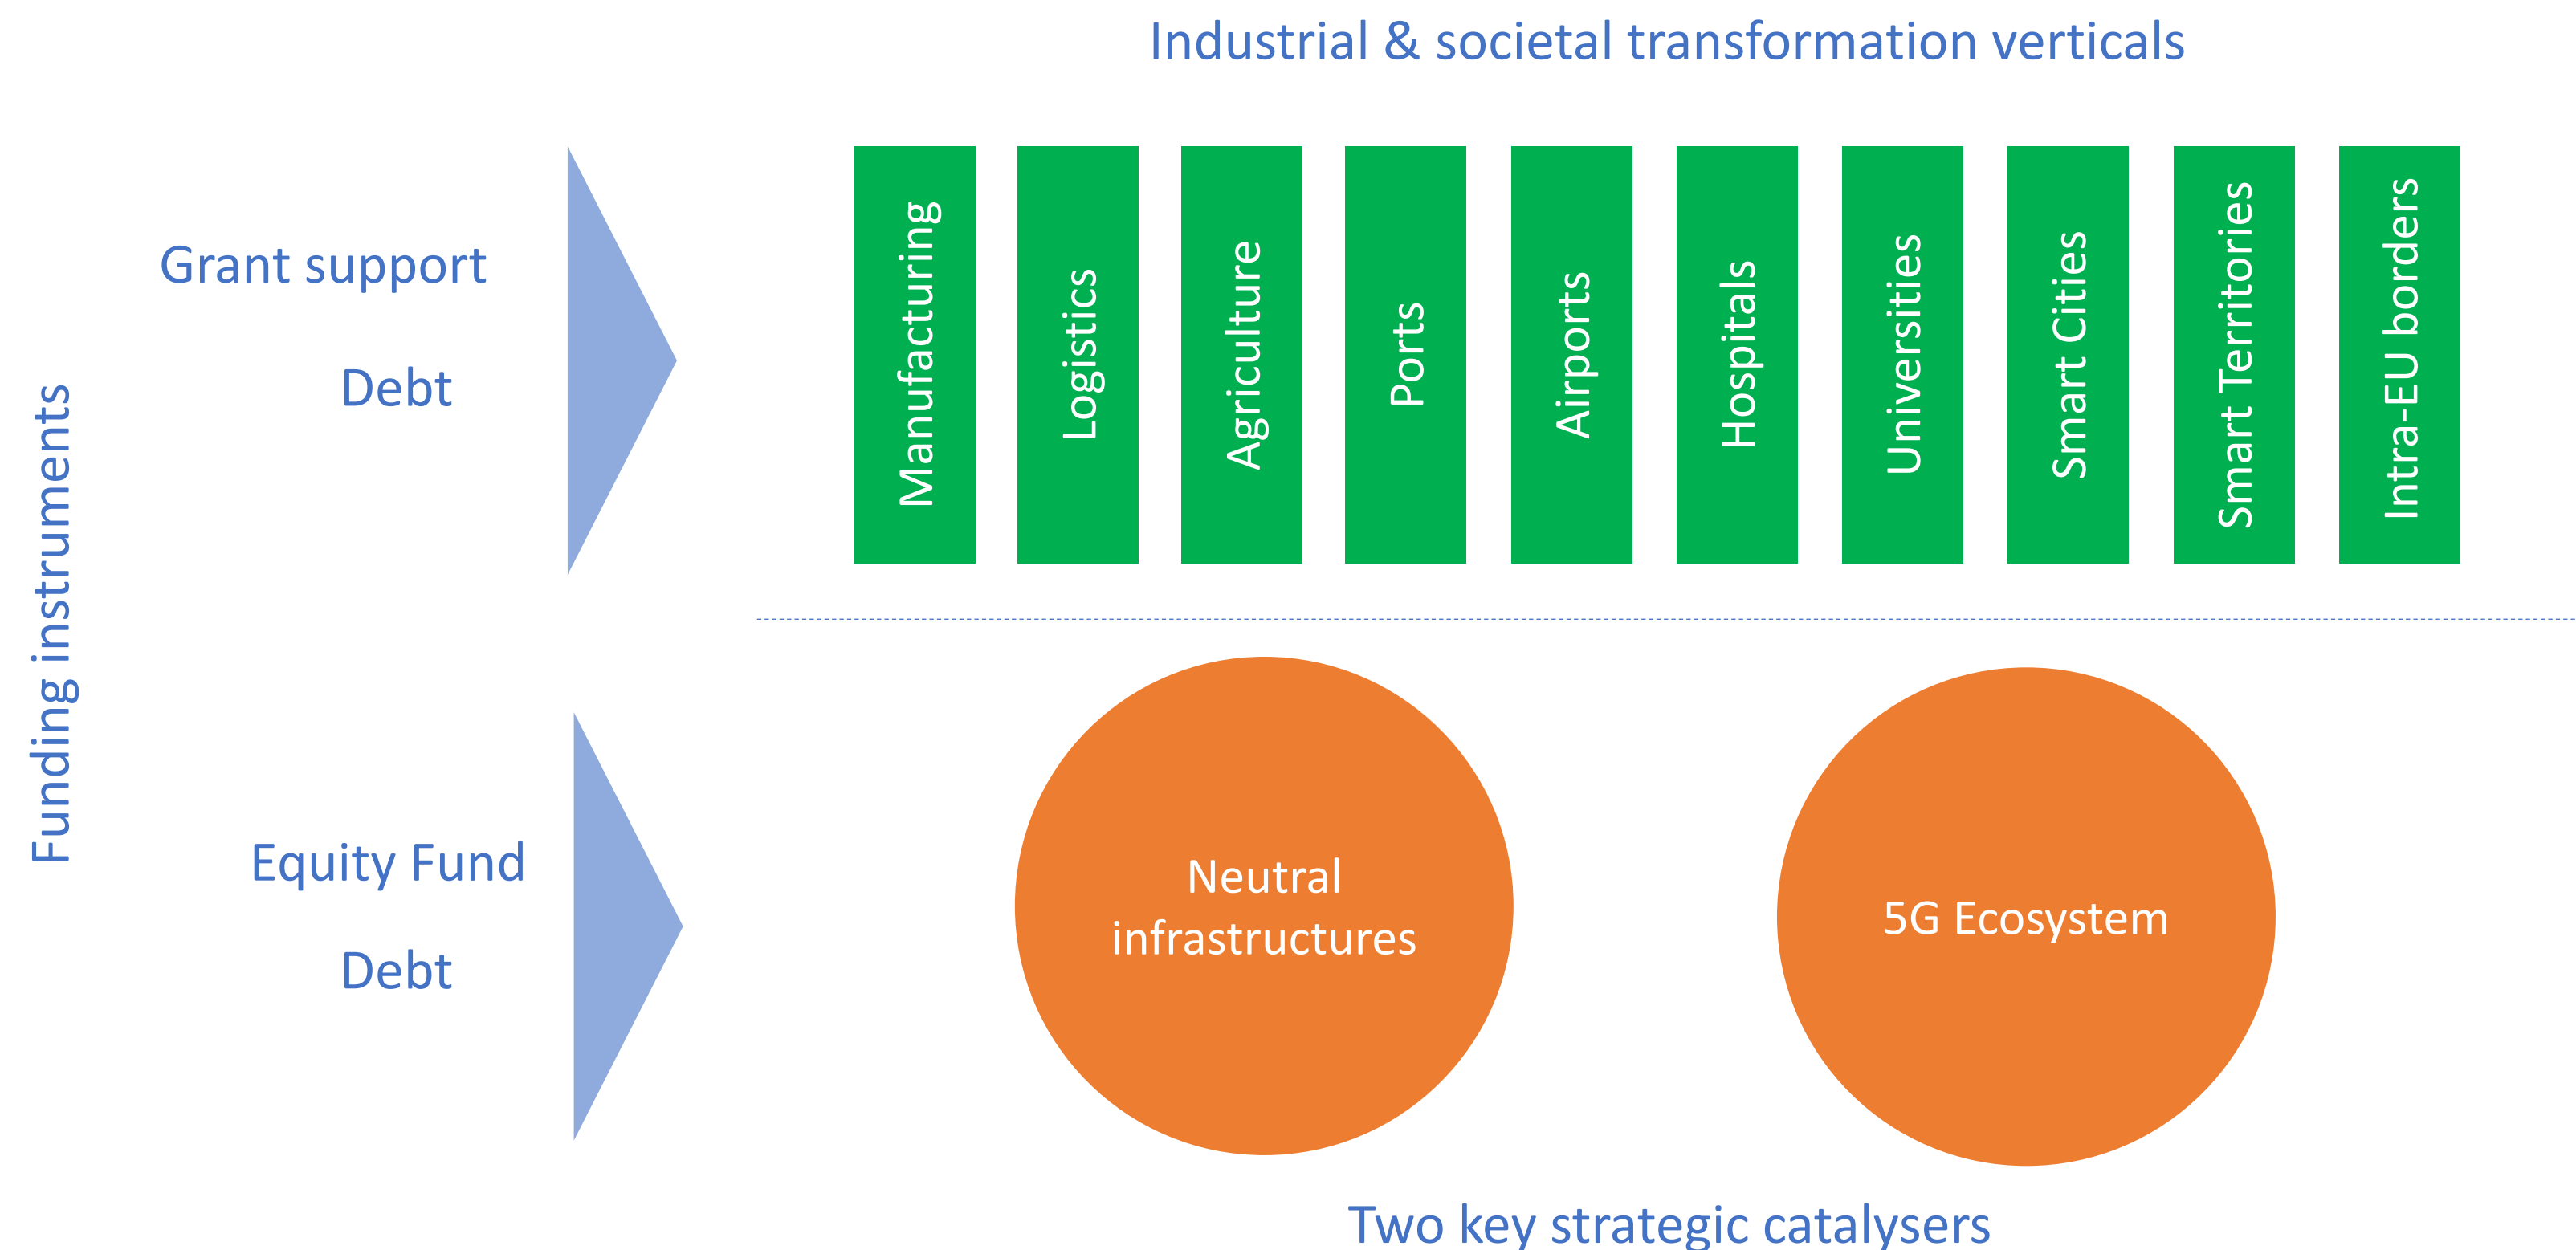 Industrial & societal transformation verticals
Funding instruments
Grant support
Debt
Manufacturing
Logistics
Agriculture
Ports
Airports
Hospitals
Universities
Smart Cities
Smart Territories
Intra-EU borders
Equity Fund
Debt
Neutral
infrastructures
5G Ecosystem
Two key strategic catalysers